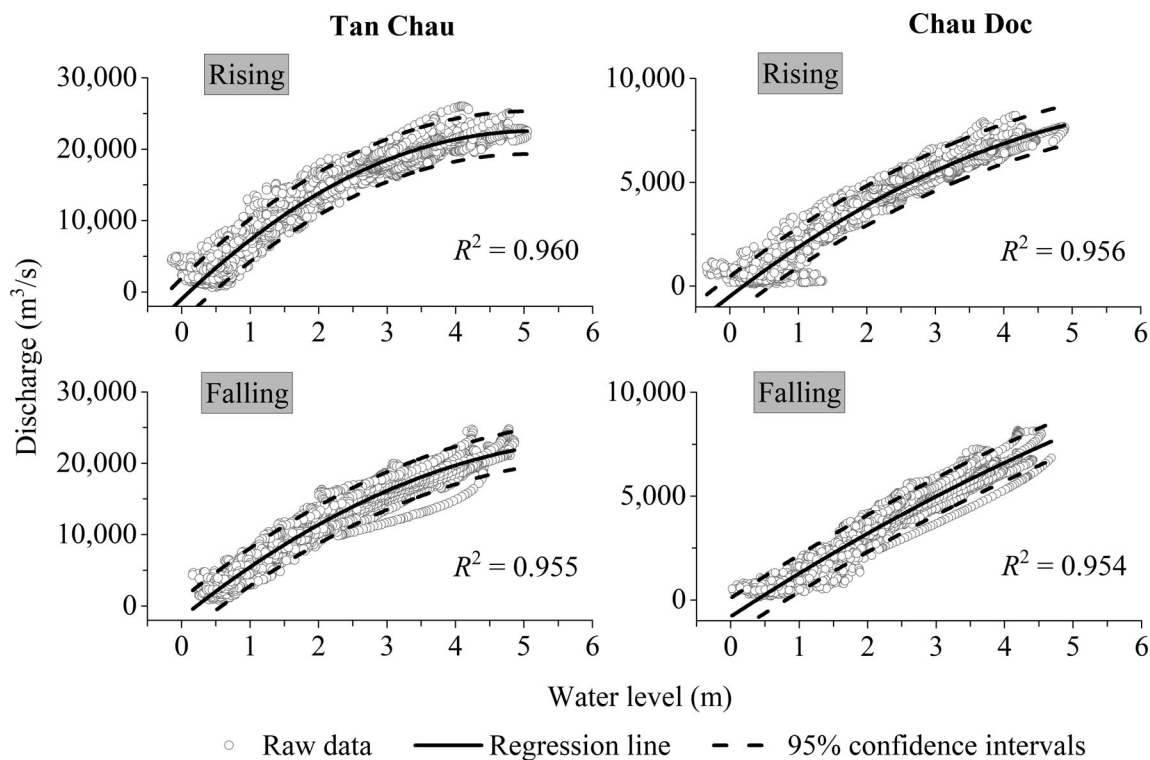 Tan Chau
Chau Doc
Discharge (m³/s)
Rising
30,000
20,000
10,000
0
R² = 0.960
0 1 2 3 4 5 6
Rising
10,000
5,000
0
R² = 0.956
0 1 2 3 4 5 6
Falling
30,000
20,000
10,000
0
R² = 0.955
0 1 2 3 4 5 6
Falling
10,000
5,000
0
R² = 0.954
0 1 2 3 4 5 6
Water level (m)
Raw data Regression line 95% confidence intervals